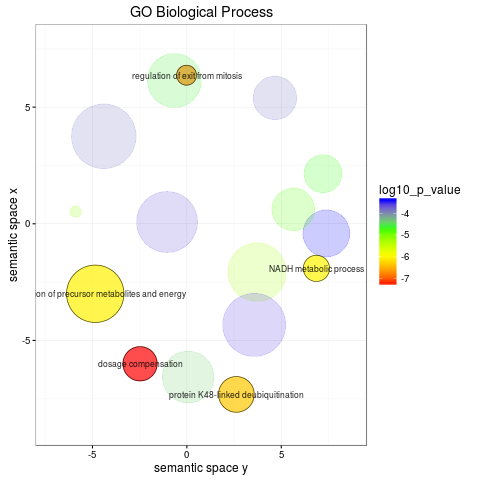 GO Biological Process
regulation of exit from mitosis
NADH metabolic process
on of precursor metabolites and energy
dosage compensation
protein K48-linked deubiquitination
semantic space x
5
0
-5
-5
0
5
semantic space y
log10_p_value
-4
-5
-6
-7